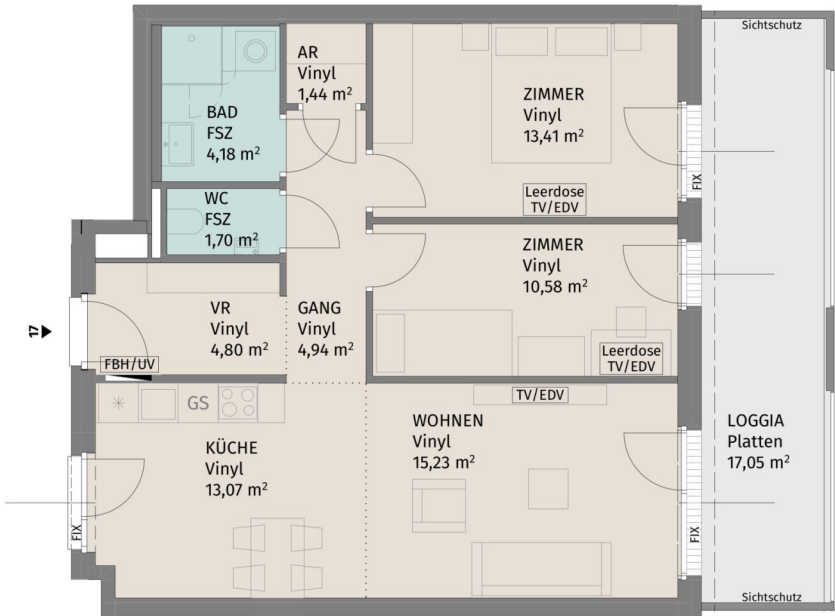 Sichtschutz
AR
Vinyl
1,44 m²
BAD
FSZ
4,18 m²
ZIMMER
Vinyl
13,41 m²
Leerdose
TV/EDV
FIX
WC
FSZ
1,70 m²
ZIMMER
Vinyl
10,58 m²
Leerdose
TV/EDV
17
VR
Vinyl
4,80 m²
GANG
Vinyl
4,94 m²
FBH/UV
GS
TV/EDV
KÜCHE
Vinyl
13,07 m²
WOHNEN
Vinyl
15,23 m²
LOGGIA
Platten
17,05 m²
FIX
FIX
Sichtschutz